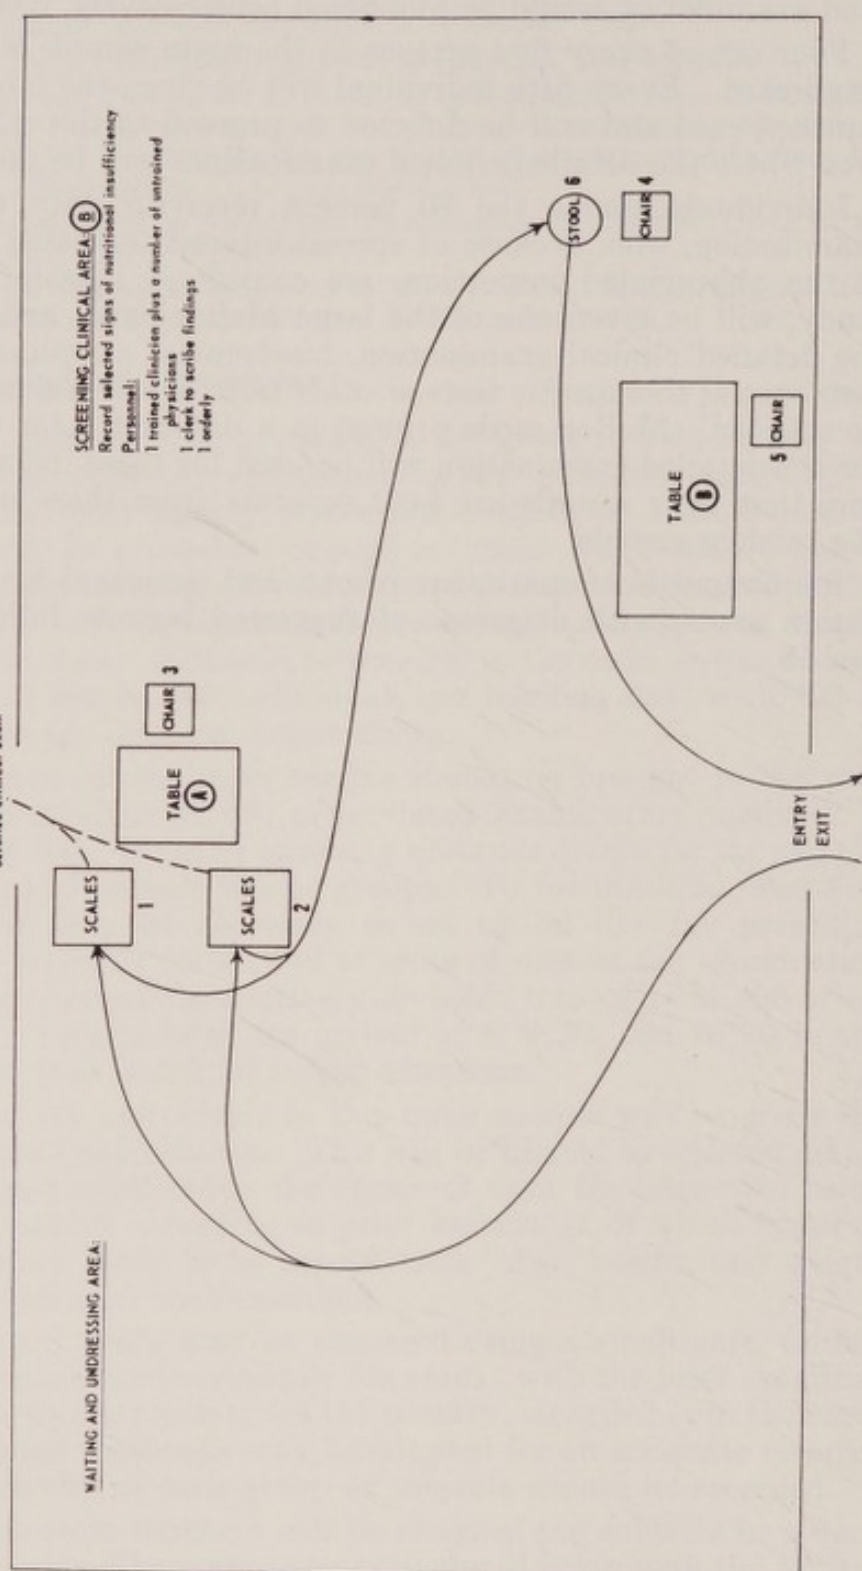 WAITING AND UNDRESSING AREA:
SCALES
1
SCALES
2
TABLE
A
CHAIR 3
SCREENING CLINICAL AREA: B
Record selected signs of nutritional insufficiency
Personnel:
1 trained clinician plus a number of untrained
physicians
1 clerk to scribe findings
1 orderly
STOOL 6
CHAIR 4
TABLE
B
5 CHAIR
ENTRY
EXIT